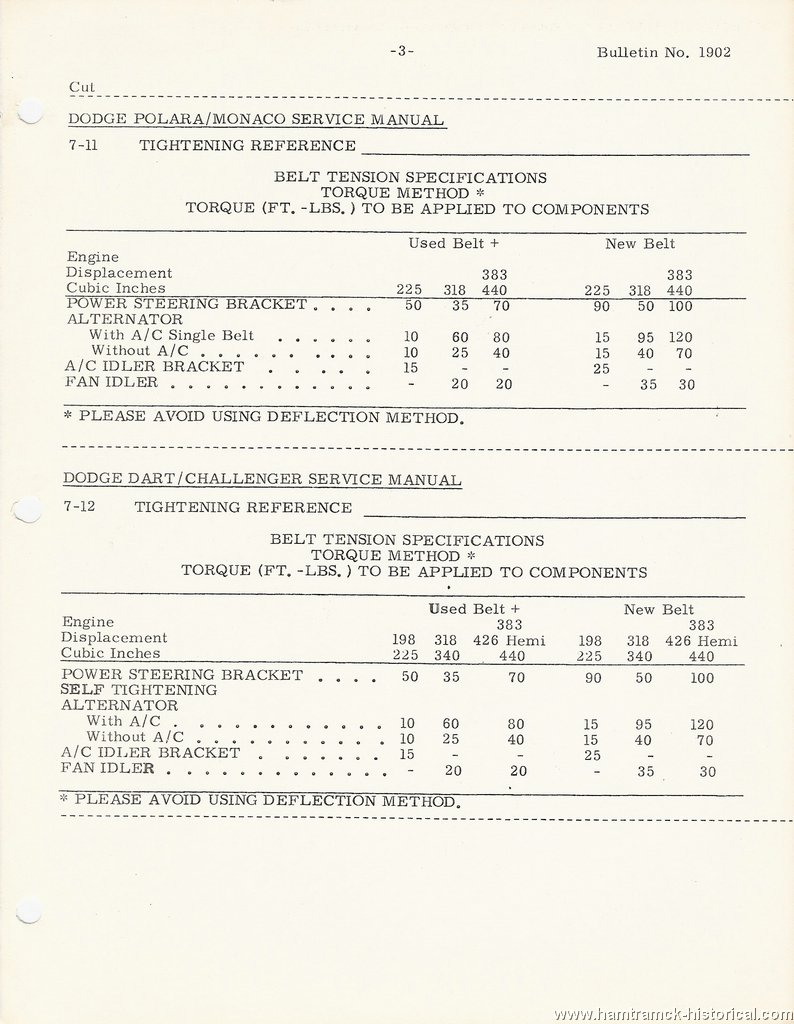 -3- Bulletin No. 1902
Cut
DODGE POLARA/MONACO SERVICE MANUAL
7-11 TIGHTENING REFERENCE
BELT TENSION SPECIFICATIONS
TORQUE METHOD *
TORQUE (FT. -LBS.) TO BE APPLIED TO COMPONENTS
Used Belt + New Belt
Engine
Displacement 383 383
Cubic Inches 225 318 440 225 318 440
POWER STEERING BRACKET . . . . 50 35 70 90 50 100
ALTERNATOR
With A/C Single Belt . . . . . . 10 60 80 15 95 120
Without A/C . . . . . . . . . . 10 25 40 15 40 70
A/C IDLER BRACKET . . . . . 15 - - 25 - -
FAN IDLER . . . . . . . . . . . . - 20 20 - 35 30
* PLEASE AVOID USING DEFLECTION METHOD.
DODGE DART/CHALLENGER SERVICE MANUAL
7-12 TIGHTENING REFERENCE
BELT TENSION SPECIFICATIONS
TORQUE METHOD *
TORQUE (FT. -LBS.) TO BE APPLIED TO COMPONENTS
Used Belt + New Belt
Engine 383 383
Displacement 198 318 426 Hemi 198 318 426 Hemi
Cubic Inches 225 340 440 225 340 440
POWER STEERING BRACKET . . . . 50 35 70 90 50 100
SELF TIGHTENING
ALTERNATOR
With A/C . . . . . . . . . . . . 10 60 80 15 95 120
Without A/C . . . . . . . . . . . 10 25 40 15 40 70
A/C IDLER BRACKET . . . . . . . 15 - - 25 - -
FAN IDLER . . . . . . . . . . . . . - 20 20 - 35 30
* PLEASE AVOID USING DEFLECTION METHOD.
www.hamtramck-historical.com